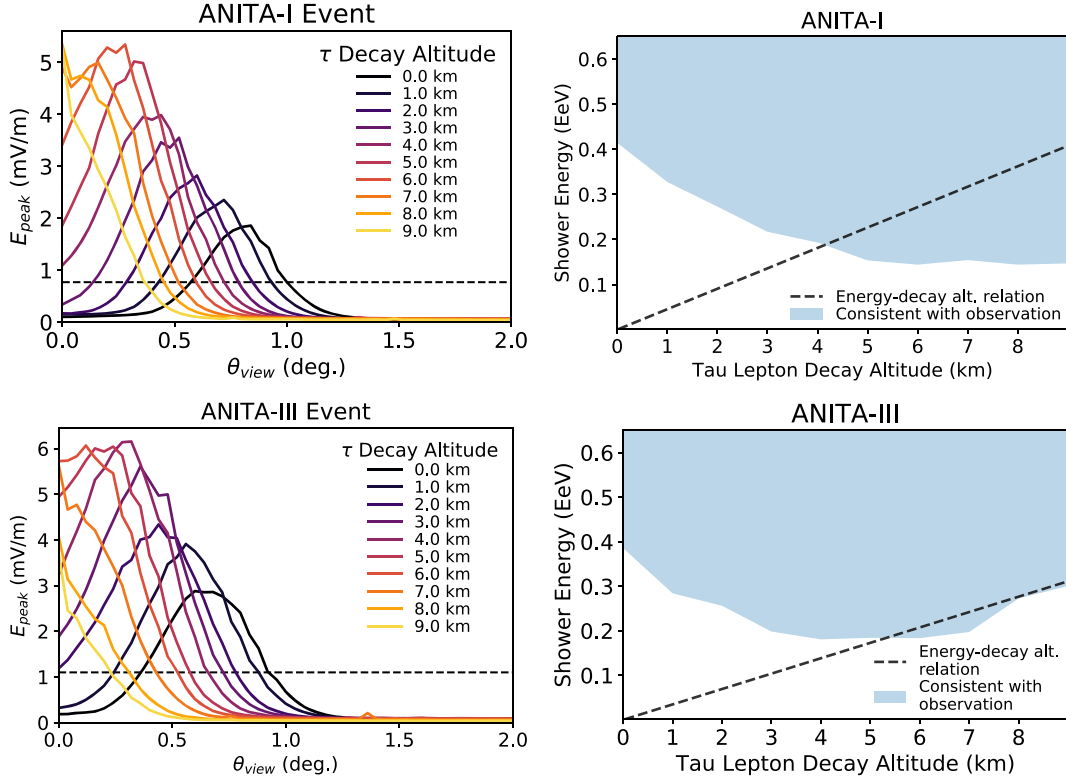 ANITA-I Event
E_peak (mV/m)
5
4
3
2
1
0
τ Decay Altitude
0.0 km
1.0 km
2.0 km
3.0 km
4.0 km
5.0 km
6.0 km
7.0 km
8.0 km
9.0 km
0.0 0.5 1.0 1.5 2.0
θ_view (deg.)
ANITA-I
Shower Energy (EeV)
0.6
0.5
0.4
0.3
0.2
0.1
Energy-decay alt. relation
Consistent with observation
0 1 2 3 4 5 6 7 8
Tau Lepton Decay Altitude (km)
ANITA-III Event
E_peak (mV/m)
6
5
4
3
2
1
0
τ Decay Altitude
0.0 km
1.0 km
2.0 km
3.0 km
4.0 km
5.0 km
6.0 km
7.0 km
8.0 km
9.0 km
0.0 0.5 1.0 1.5 2.0
θ_view (deg.)
ANITA-III
Shower Energy (EeV)
0.6
0.5
0.4
0.3
0.2
0.1
Energy-decay alt.
relation
Consistent with
observation
0 1 2 3 4 5 6 7 8
Tau Lepton Decay Altitude (km)